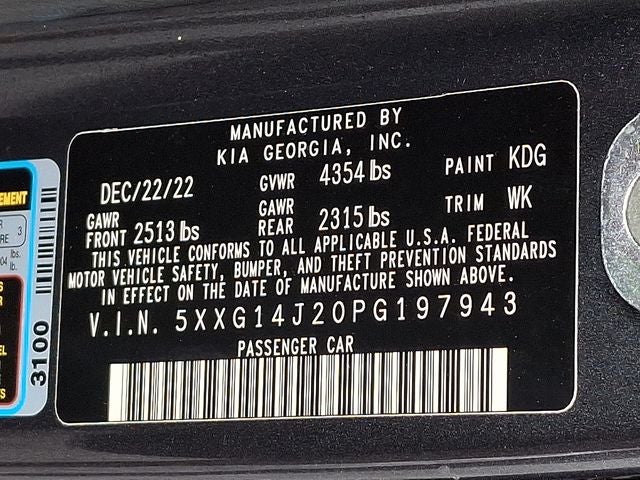 MANUFACTURED BY
KIA GEORGIA, INC.
DEC/22/22 GVWR 4354 lbs PAINT KDG
GAWR FRONT 2513 lbs GAWR REAR 2315 lbs TRIM WK
THIS VEHICLE CONFORMS TO ALL APPLICABLE U.S.A. FEDERAL
MOTOR VEHICLE SAFETY, BUMPER, AND THEFT PREVENTION STANDARDS
IN EFFECT ON THE DATE OF MANUFACTURE SHOWN ABOVE.
V.I.N. 5XXG14J20PG197943
PASSENGER CAR
3100
3